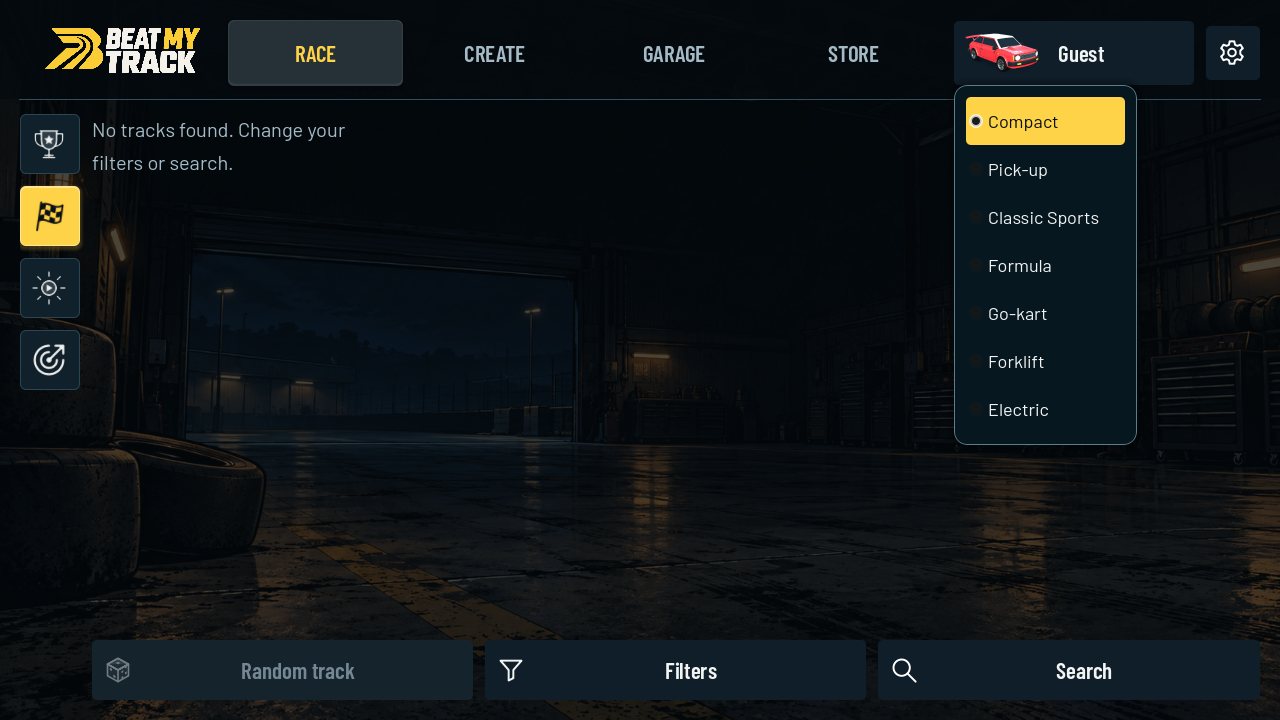 BEAT MY
TRACK
RACE
CREATE
GARAGE
STORE
Guest
No tracks found. Change your
filters or search.
Compact
Pick-up
Classic Sports
Formula
Go-kart
Forklift
Electric
Random track
Filters
Search